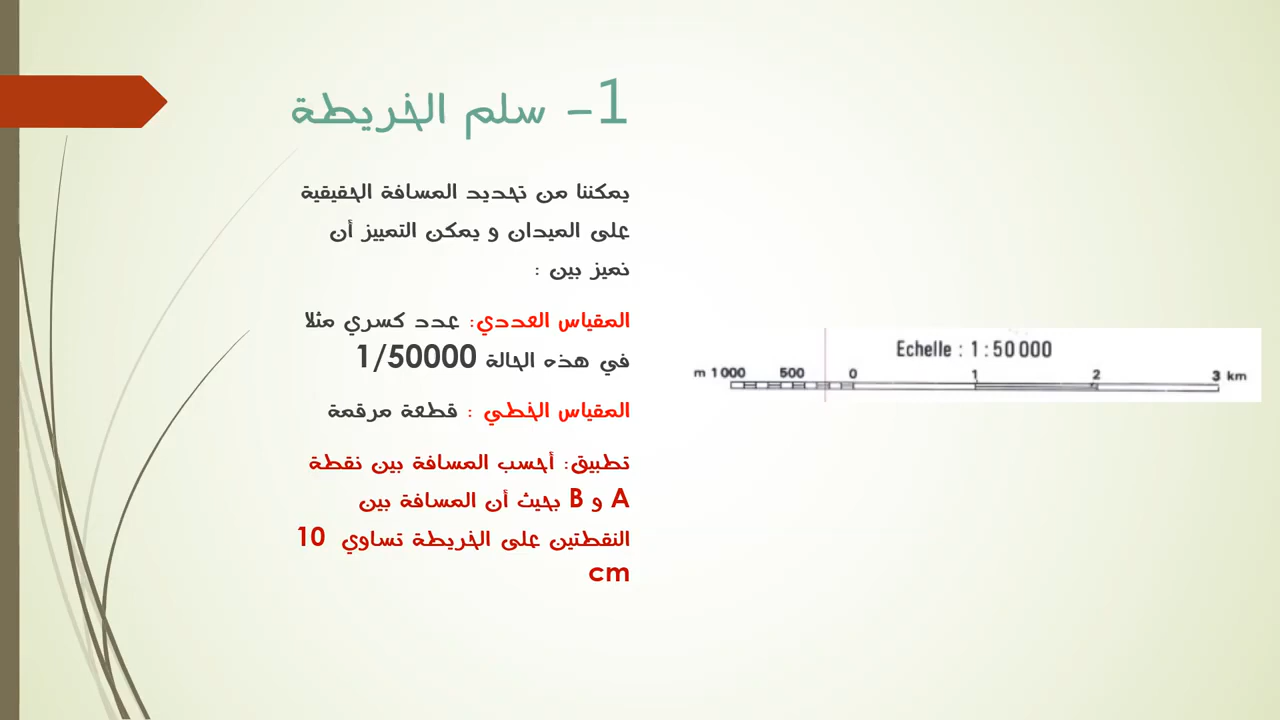 1- سلم الخريطة
يمكننا من تحديد المسافة الحقيقية
على الميدان و يمكن التمييز أن
نميز بين :
المقياس العددي: عدد كسري مثلا
في هذه الحالة 1/50000
المقياس الخطي : قطعة مرقمة
تطبيق: أحسب المسافة بين نقطة
A و B بحيث أن المسافة بين
النقطتين على الخريطة تساوي 10
cm
Echelle : 1 : 50 000
m 1000 500 0 1 2 3 km